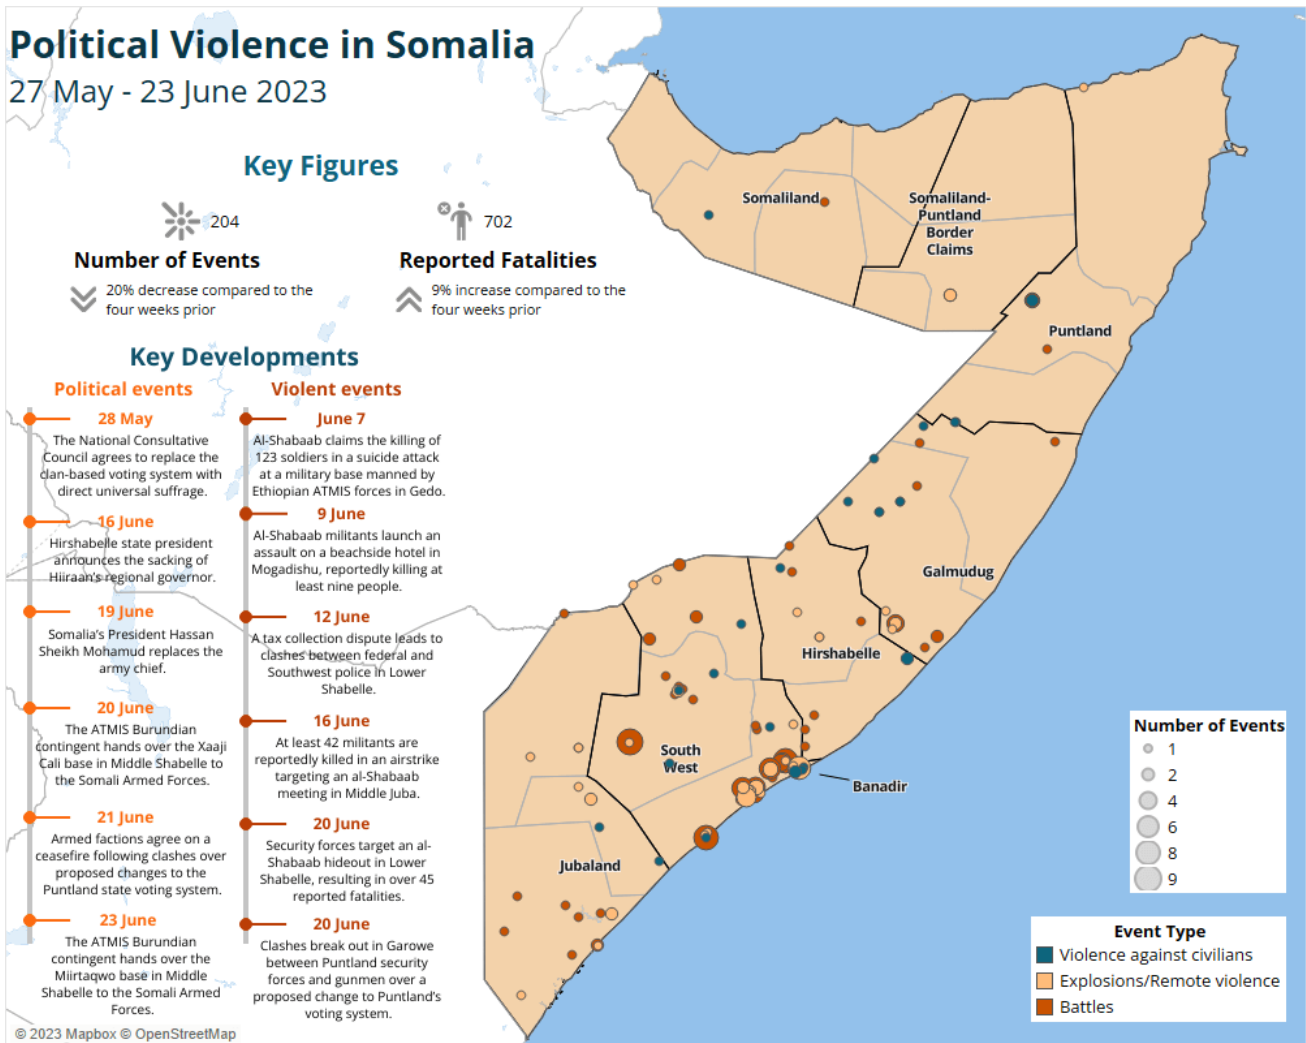 Political Violence in Somalia
27 May - 23 June 2023
Key Figures
204
Number of Events
20% decrease compared to the
four weeks prior
702
Reported Fatalities
9% increase compared to the
four weeks prior
Key Developments
Political events
28 May
The National Consultative
Council agrees to replace the
clan-based voting system with
direct universal suffrage.
16 June
Hirshabelle state president
announces the sacking of
Hiiraan's regional governor.
19 June
Somalia's President Hassan
Sheikh Mohamud replaces the
army chief.
20 June
The ATMIS Burundian
contingent hands over the Xaaji
Cali base in Middle Shabelle to
the Somali Armed Forces.
21 June
Armed factions agree on a
ceasefire following clashes over
proposed changes to the
Puntland state voting system.
23 June
The ATMIS Burundian
contingent hands over the
Miirtaqwo base in Middle
Shabelle to the Somali Armed
Forces.
Violent events
June 7
Al-Shabaab claims the killing of
123 soldiers in a suicide attack
at a military base manned by
Ethiopian ATMIS forces in Gedo.
9 June
Al-Shabaab militants launch an
assault on a beachside hotel in
Mogadishu, reportedly killing at
least nine people.
12 June
A tax collection dispute leads to
clashes between federal and
Southwest police in Lower
Shabelle.
16 June
At least 42 militants are
reportedly killed in an airstrike
targeting an al-Shabaab
meeting in Middle Juba.
20 June
Security forces target an al-
Shabaab hideout in Lower
Shabelle, resulting in over 45
reported fatalities.
20 June
Clashes break out in Garowe
between Puntland security
forces and gunmen over a
proposed change to Puntland's
voting system.
Somaliland
Somaliland-
Puntland
Border
Claims
Puntland
Galmudug
Hirshabelle
South
West
Banadir
Jubaland
Number of Events
1
2
4
6
8
9
Event Type
Violence against civilians
Explosions/Remote violence
Battles
© 2023 Mapbox © OpenStreetMap